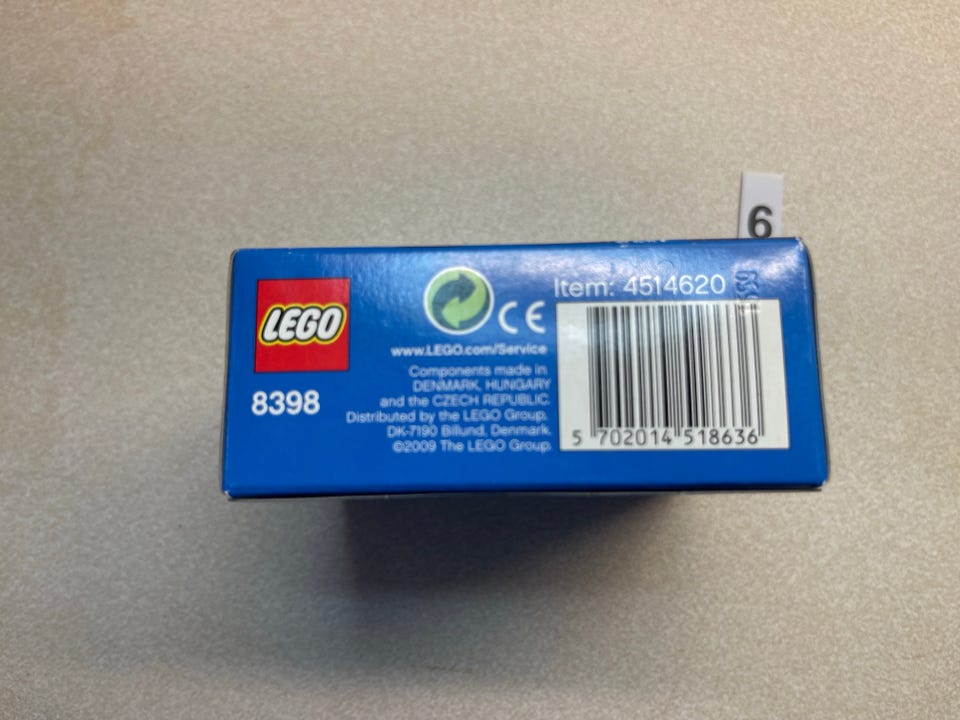 6
LEGO
8398
CE
www.LEGO.com/Service
Components made in
DENMARK, HUNGARY
and the CZECH REPUBLIC.
Distributed by the LEGO Group.
DK-7190 Billund, Denmark.
©2009 The LEGO Group.
Item: 4514620
5 702014 518636